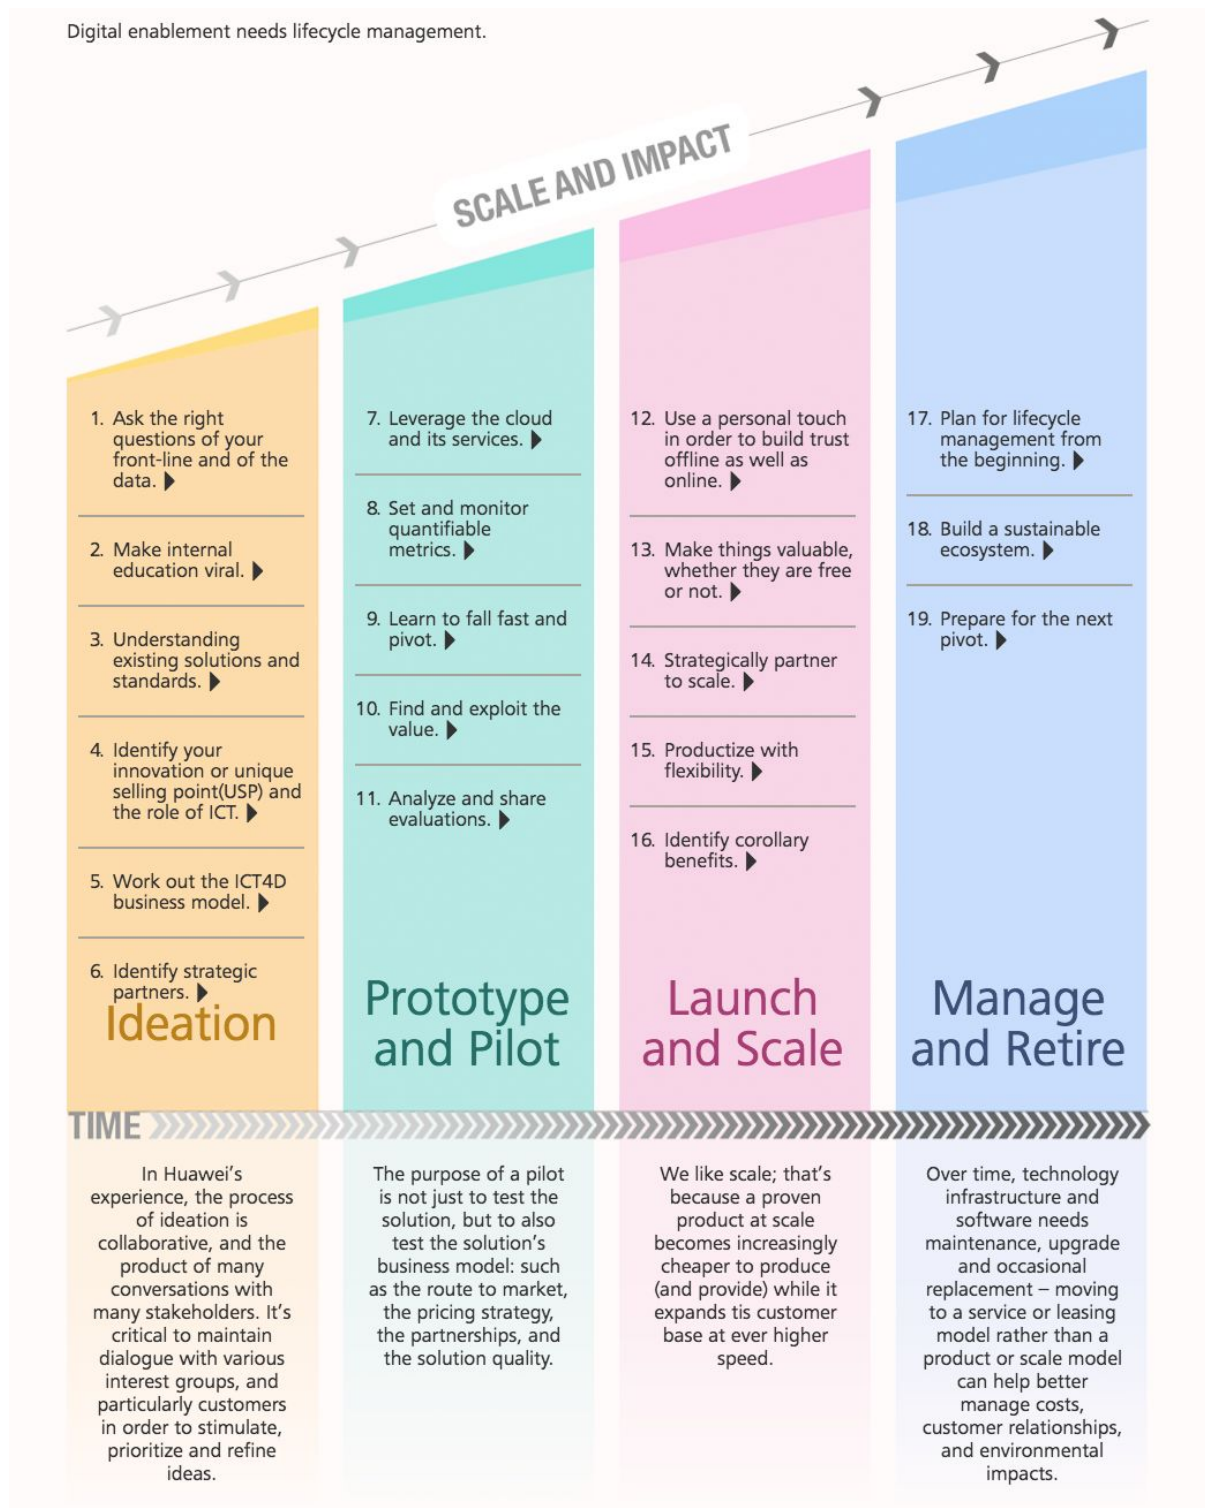 Digital enablement needs lifecycle management.
SCALE AND IMPACT
1. Ask the right
questions of your
front-line and of the
data.
2. Make internal
education viral.
3. Understanding
existing solutions and
standards.
4. Identify your
innovation or unique
selling point(USP) and
the role of ICT.
5. Work out the ICT4D
business model.
6. Identify strategic
partners.
Ideation
7. Leverage the cloud
and its services.
8. Set and monitor
quantifiable
metrics.
9. Learn to fall fast and
pivot.
10. Find and exploit the
value.
11. Analyze and share
evaluations.
Prototype
and Pilot
12. Use a personal touch
in order to build trust
offline as well as
online.
13. Make things valuable,
whether they are free
or not.
14. Strategically partner
to scale.
15. Productize with
flexibility.
16. Identify corollary
benefits.
Launch
and Scale
17. Plan for lifecycle
management from
the beginning.
18. Build a sustainable
ecosystem.
19. Prepare for the next
pivot.
Manage
and Retire
TIME
In Huawei's
experience, the process
of ideation is
collaborative, and the
product of many
conversations with
many stakeholders. It's
critical to maintain
dialogue with various
interest groups, and
particularly customers
in order to stimulate,
prioritize and refine
ideas.
The purpose of a pilot
is not just to test the
solution, but to also
test the solution's
business model: such
as the route to market,
the pricing strategy,
the partnerships, and
the solution quality.
We like scale; that's
because a proven
product at scale
becomes increasingly
cheaper to produce
(and provide) while it
expands tis customer
base at ever higher
speed.
Over time, technology
infrastructure and
software needs
maintenance, upgrade
and occasional
replacement – moving
to a service or leasing
model rather than a
product or scale model
can help better
manage costs,
customer relationships,
and environmental
impacts.